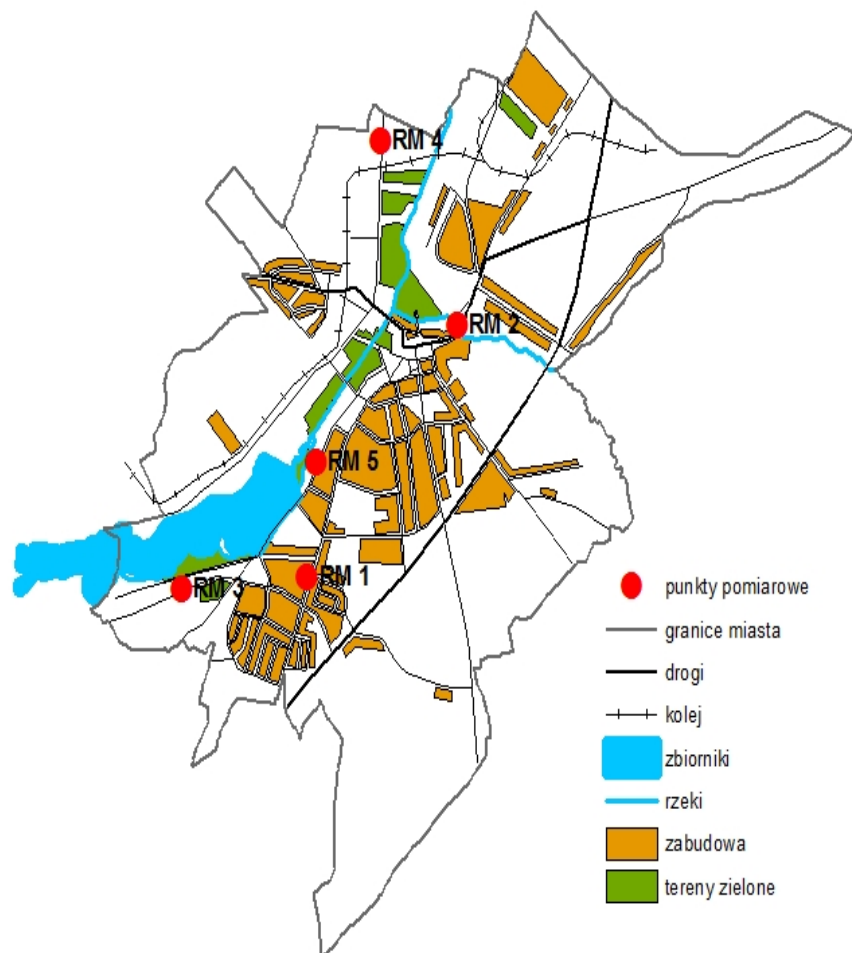 RM 4
RM 2
RM 5
RM 1
RM 3
punkty pomiarowe
granice miasta
drogi
kolej
zbiorniki
rzeki
zabudowa
tereny zielone